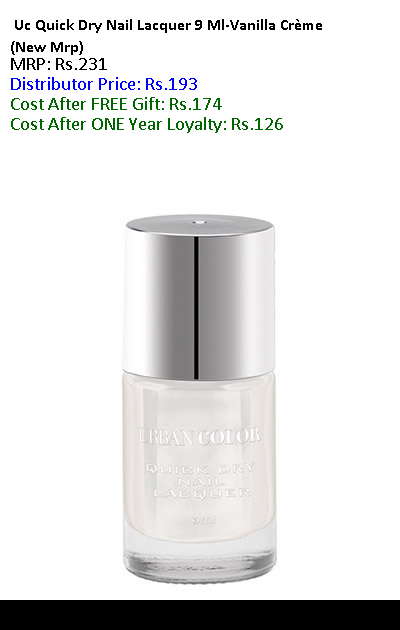 Uc Quick Dry Nail Lacquer 9 Ml-Vanilla Crème
(New Mrp)
MRP: Rs.231
Distributor Price: Rs.193
Cost After FREE Gift: Rs.174
Cost After ONE Year Loyalty: Rs.126
URBAN COLOR
QUICK DRY
NAIL
LACQUER